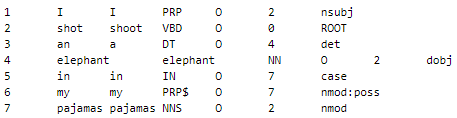 1 I I PRP O 2 nsubj
2 shot shoot VBD O 0 ROOT
3 an a DT O 4 det
4 elephant elephant NN O 2 dobj
5 in in IN O 7 case
6 my my PRP$ O 7 nmod:poss
7 pajamas pajamas NNS O 2 nmod